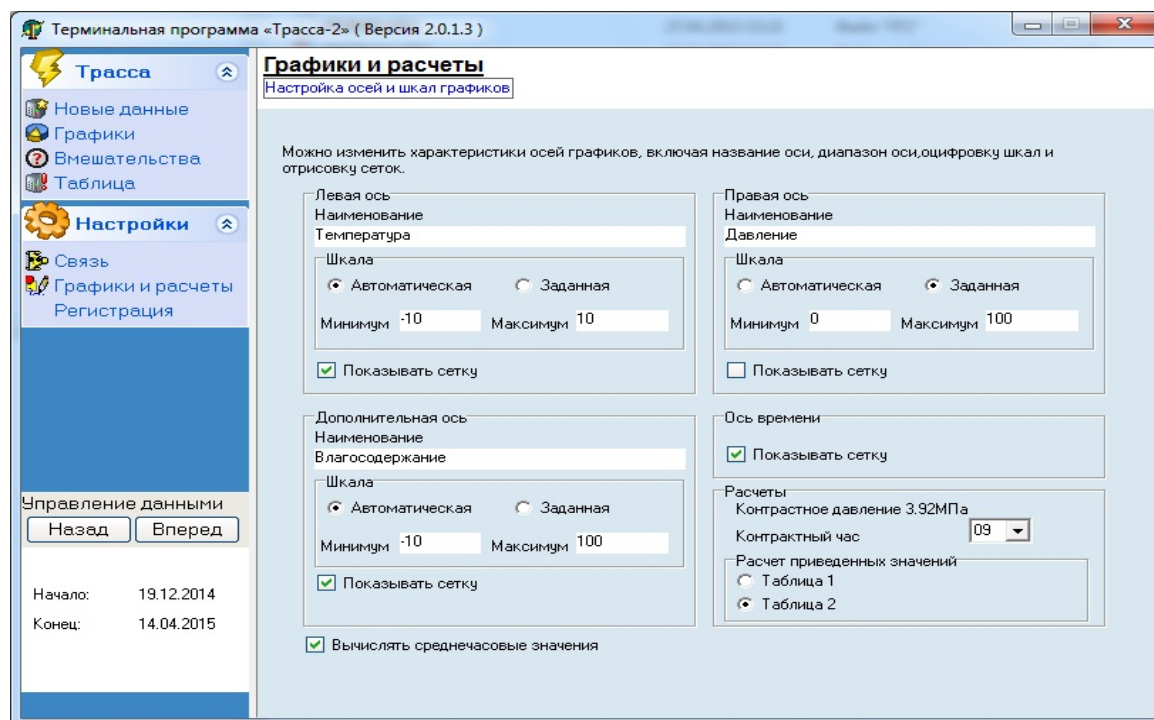 Терминальная программа «Трасса-2» ( Версия 2.0.1.3 )
Трасса
Новые данные
Графики
Вмешательства
Таблица
Настройки
Связь
Графики и расчеты
Регистрация
Управление данными
Назад Вперед
Начало: 19.12.2014
Конец: 14.04.2015
Графики и расчеты
Настройка осей и шкал графиков
Можно изменить характеристики осей графиков, включая название оси, диапазон оси,оцифровку шкал и
отрисовку сеток.
Левая ось
Наименование
Температура
Шкала
Автоматическая Заданная
Минимум -10 Максимум 10
Показывать сетку
Правая ось
Наименование
Давление
Шкала
Автоматическая Заданная
Минимум 0 Максимум 100
Показывать сетку
Дополнительная ось
Наименование
Влагосодержание
Шкала
Автоматическая Заданная
Минимум -10 Максимум 100
Показывать сетку
Ось времени
Показывать сетку
Расчеты
Контрастное давление 3.92МПа
Контрактный час 09
Расчет приведенных значений
Таблица 1
Таблица 2
Вычислять среднечасовые значения